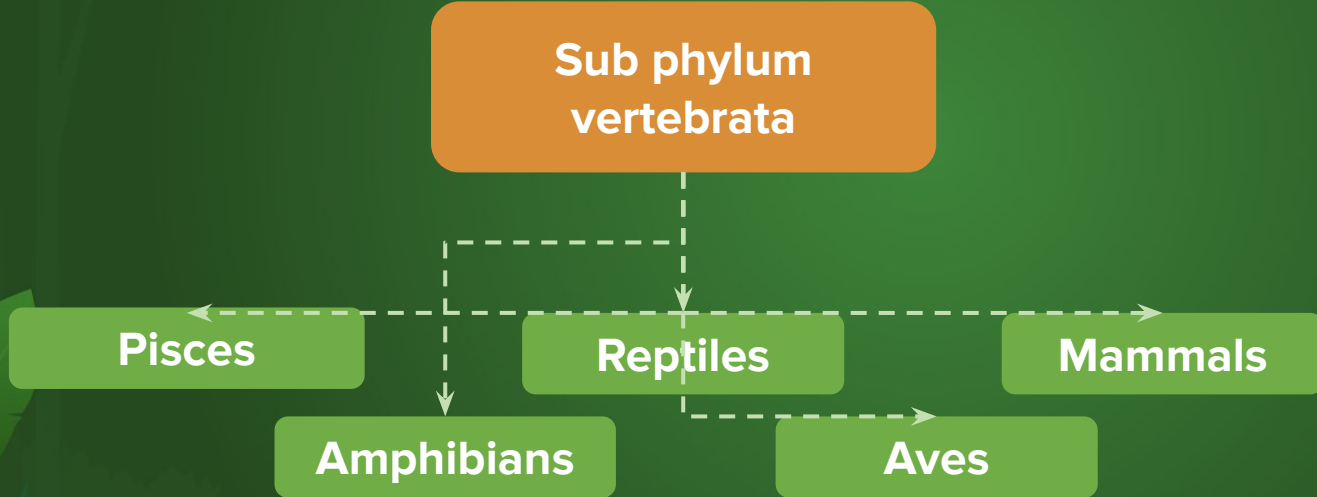 Sub phylum
vertebrata
Pisces
Reptiles
Mammals
Amphibians
Aves